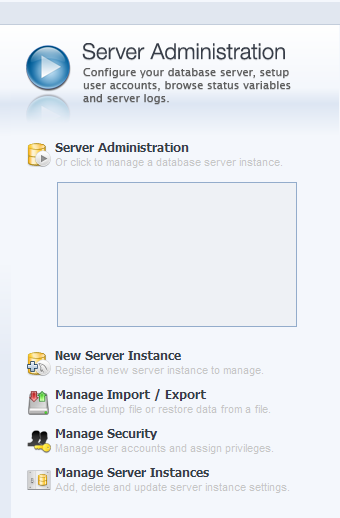 Server Administration
Configure your database server, setup
user accounts, browse status variables
and server logs.
Server Administration
Or click to manage a database server instance.
New Server Instance
Register a new server instance to manage.
Manage Import / Export
Create a dump file or restore data from a file.
Manage Security
Manage user accounts and assign privileges.
Manage Server Instances
Add, delete and update server instance settings.